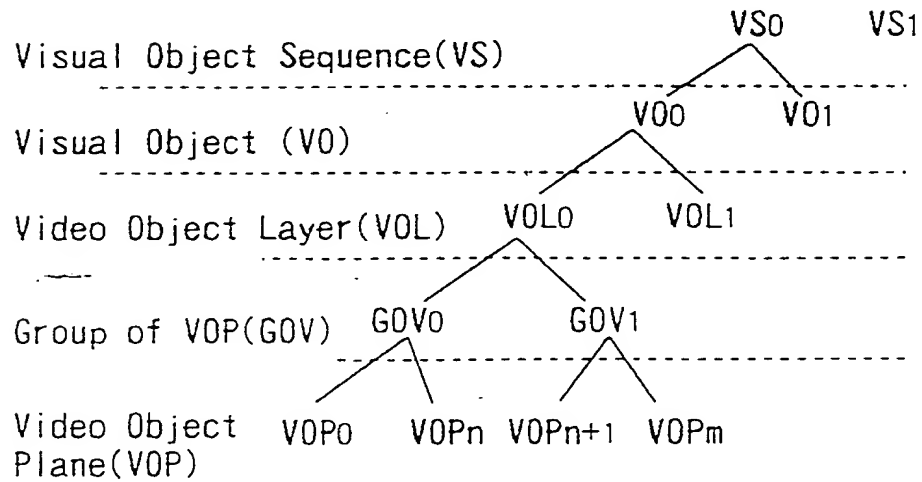 VS0 VS1
Visual Object Sequence(VS)
VO0 VO1
Visual Object (VO)
VOL0 VOL1
Video Object Layer(VOL)
GOV0 GOV1
Group of VOP(GOV)
Video Object VOP0 VOPn VOPn+1 VOPm
Plane(VOP)